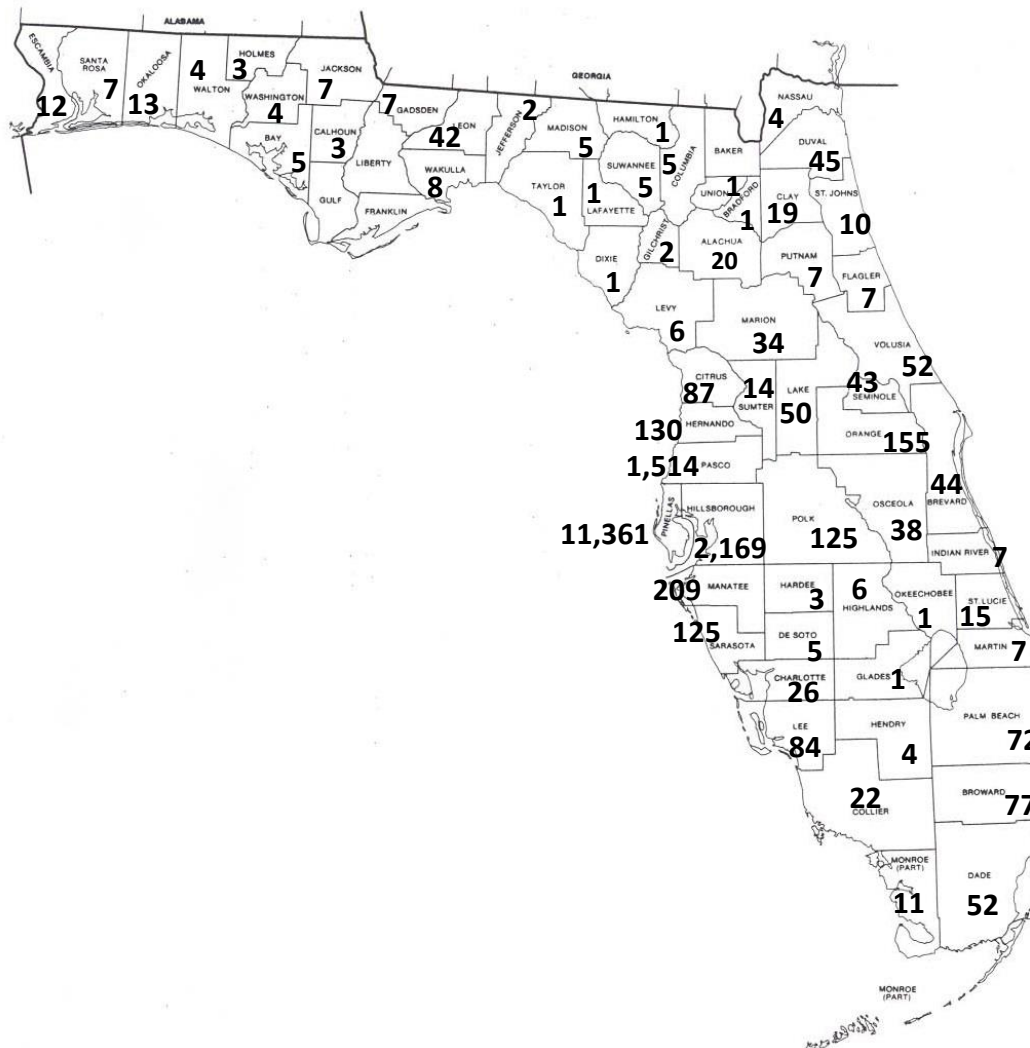 ALABAMA
ESCAMBIA
12
SANTA
ROSA
7
OKALOOSA
13
4
WALTON
HOLMES
3
WASHINGTON
4
JACKSON
7
BAY
5
CALHOUN
3
GULF
LIBERTY
FRANKLIN
7
GADSDEN
LEON
42
WAKULLA
8
GEORGIA
JEFFERSON
2
MADISON
5
TAYLOR
1
HAMILTON
1
SUWANNEE
5
1
LAFAYETTE
5
COLUMBIA
DIXIE
1
GILCHRIST
2
BAKER
UNION
1
BRADFORD
1
NASSAU
4
DUVAL
45
CLAY
19
ST. JOHNS
10
ALACHUA
20
PUTNAM
7
FLAGLER
7
LEVY
6
MARION
34
VOLUSIA
52
CITRUS
87
14
SUMTER
LAKE
50
43
SEMINOLE
HERNANDO
130
ORANGE
155
1,514
PASCO
44
BREVARD
PINELLAS
11,361
HILLSBOROUGH
2,169
POLK
125
OSCEOLA
38
INDIAN RIVER
7
209
MANATEE
HARDEE
3
6
HIGHLANDS
OKEECHOBEE
1
ST. LUCIE
15
125
SARASOTA
DE SOTO
5
MARTIN
7
CHARLOTTE
26
GLADES
1
LEE
84
HENDRY
4
PALM BEACH
72
22
COLLIER
BROWARD
77
MONROE
(PART)
11
DADE
52
MONROE
(PART)